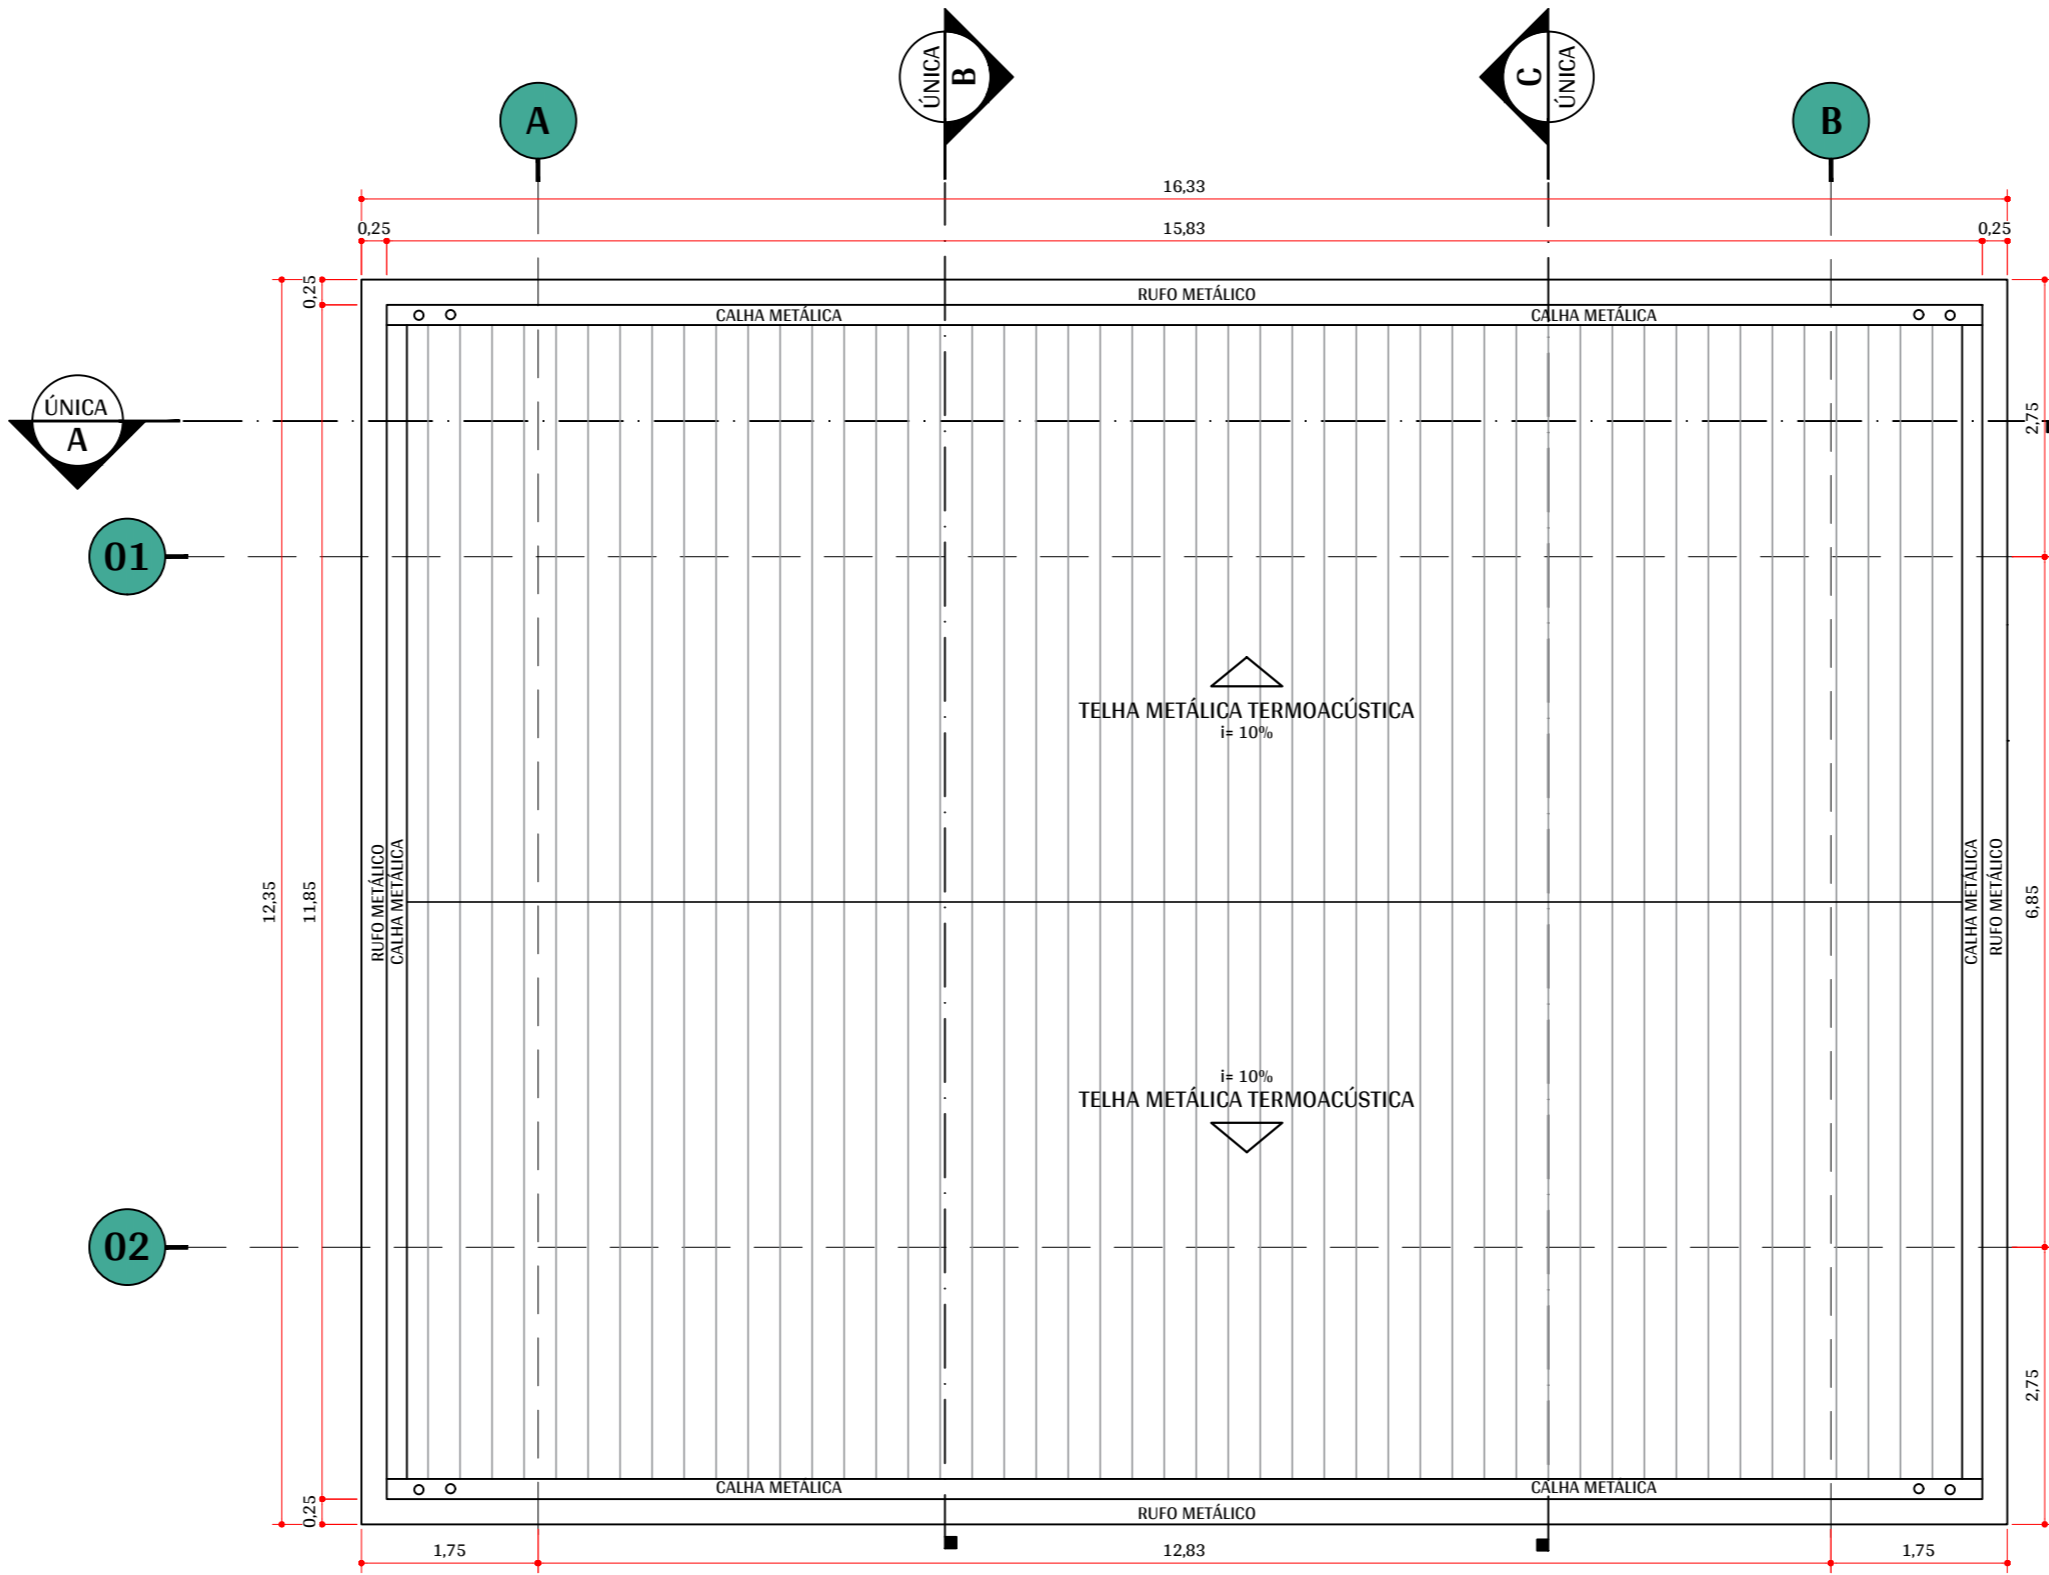 ÚNICA
B
C
ÚNICA
A
B
16,33
0,25
15,83
0,25
0,25
RUFO METÁLICO
CALHA METÁLICA
CALHA METÁLICA
ÚNICA
A
2,75
01
TELHA METÁLICA TERMOACÚSTICA
i= 10%
12,35
11,85
RUFO METÁLICO
CALHA METÁLICA
CALHA METÁLICA
RUFO METÁLICO
6,85
i= 10%
TELHA METÁLICA TERMOACÚSTICA
02
2,75
CALHA METÁLICA
CALHA METÁLICA
0,25
RUFO METÁLICO
1,75
12,83
1,75